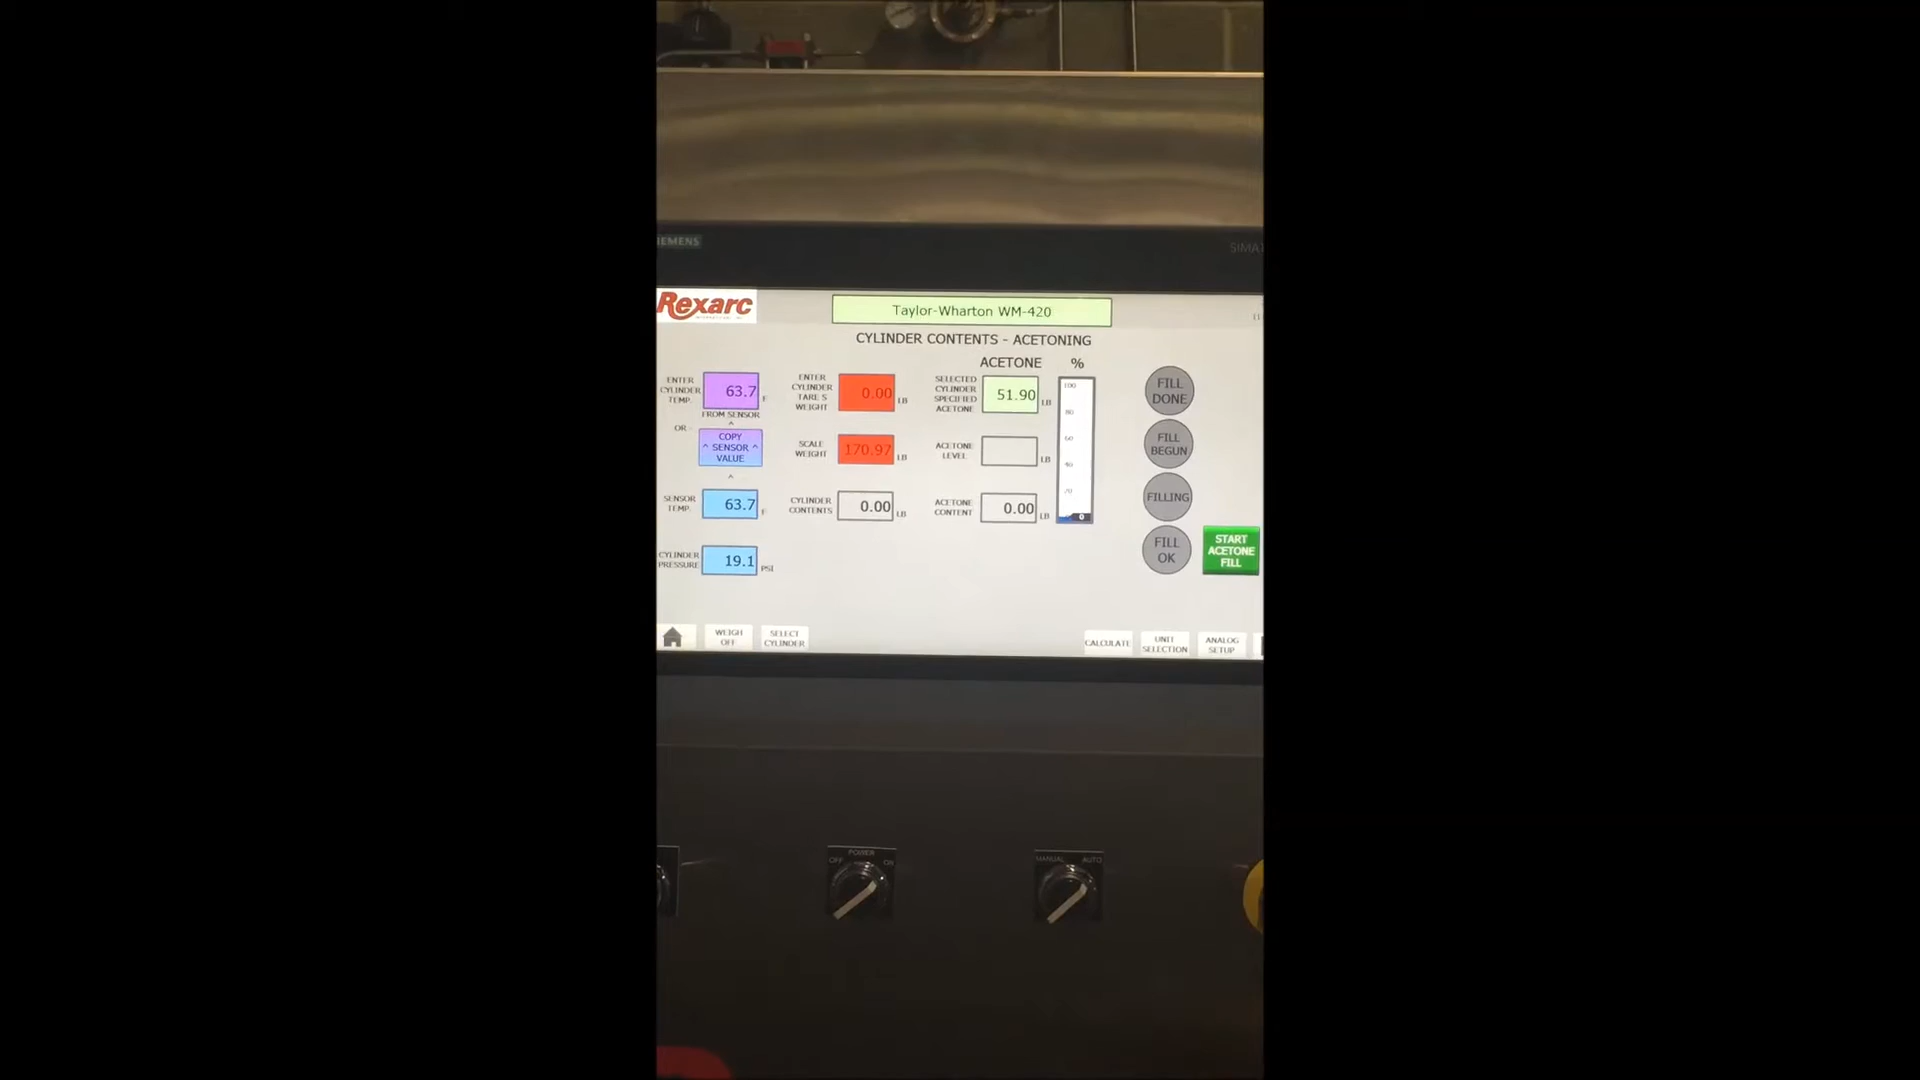 SIEMENS
SIMAT
Rexarc
Taylor-Wharton WM-420
CYLINDER CONTENTS - ACETONING
ACETONE
%
ENTER
CYLINDER
TEMP.
63.7
F
FROM SENSOR
^
OR -
COPY
^ SENSOR ^
VALUE
^
SENSOR
TEMP.
63.7
F
CYLINDER
PRESSURE
19.1
PSI
ENTER
CYLINDER
TARE S
WEIGHT
0.00
LB
SCALE
WEIGHT
170.97
LB
CYLINDER
CONTENTS
0.00
LB
SELECTED
CYLINDER
SPECIFIED
ACETONE
51.90
LB
ACETONE
LEVEL
LB
ACETONE
CONTENT
0.00
LB
100
80
60
40
20
0
FILL
DONE
FILL
BEGUN
FILLING
FILL
OK
START
ACETONE
FILL
WEIGH
OFF
SELECT
CYLINDER
CALCULATE
UNIT
SELECTION
ANALOG
SETUP
POWER
OFF
ON
MANUAL
AUTO